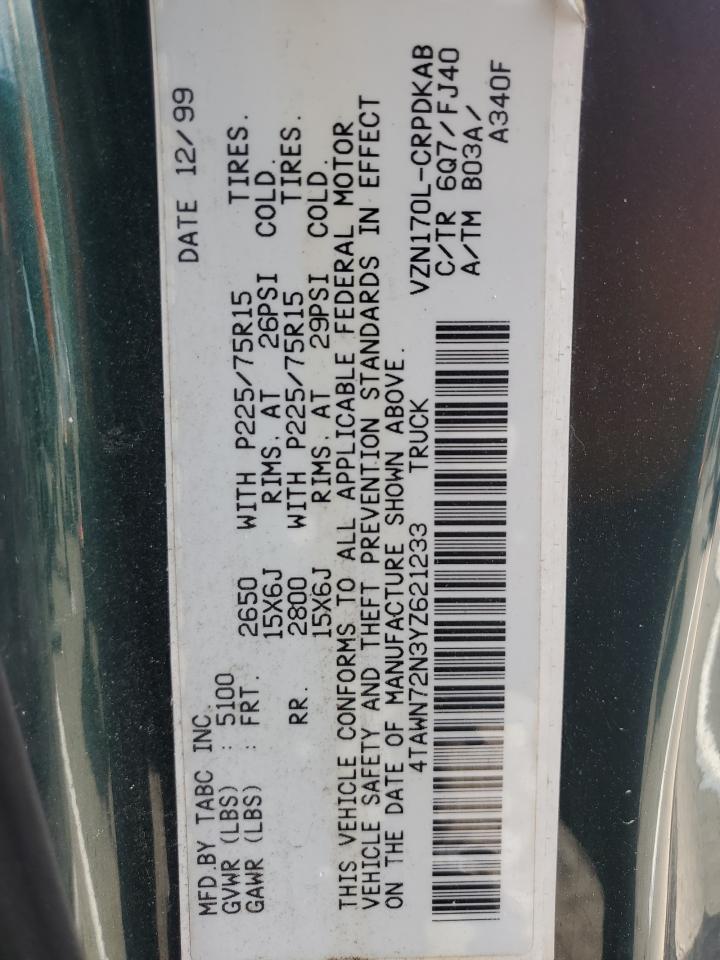 MFD.BY TABC INC. DATE 12/99
GVWR (LBS) : 5100
GAWR (LBS) : FRT. 2650 WITH P225/75R15 TIRES.
15X6J RIMS. AT 26PSI COLD.
RR. 2800 WITH P225/75R15 TIRES.
15X6J RIMS. AT 29PSI COLD.
THIS VEHICLE CONFORMS TO ALL APPLICABLE FEDERAL MOTOR
VEHICLE SAFETY AND THEFT PREVENTION STANDARDS IN EFFECT
ON THE DATE OF MANUFACTURE SHOWN ABOVE.
4TAWN72N3YZ621233 TRUCK
VZN170L-CRPDKAB
C/TR 6Q7/FJ40
A/TM B03A/
A340F